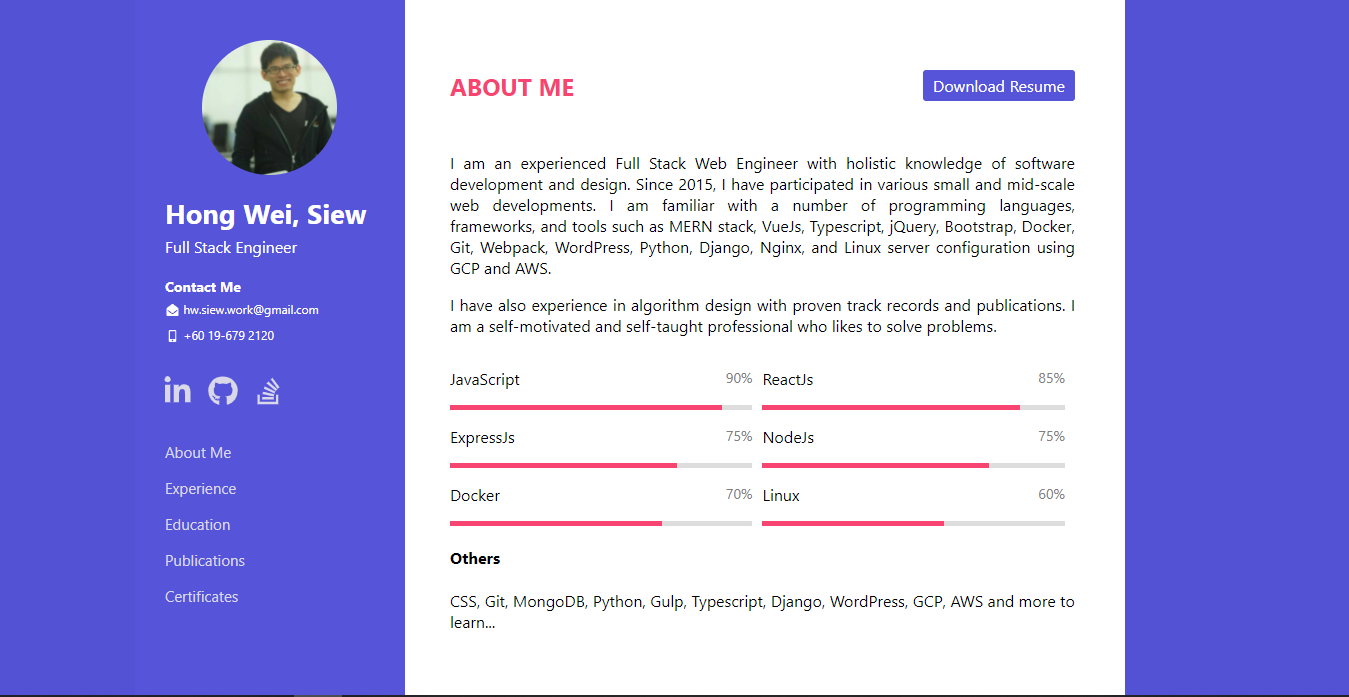 Hong Wei, Siew
Full Stack Engineer
Contact Me
hw.siew.work@gmail.com
+60 19-679 2120
About Me
Experience
Education
Publications
Certificates
ABOUT ME
Download Resume
I am an experienced Full Stack Web Engineer with holistic knowledge of software
development and design. Since 2015, I have participated in various small and mid-scale
web developments. I am familiar with a number of programming languages,
frameworks, and tools such as MERN stack, VueJs, Typescript, jQuery, Bootstrap, Docker,
Git, Webpack, WordPress, Python, Django, Nginx, and Linux server configuration using
GCP and AWS.
I have also experience in algorithm design with proven track records and publications. I
am a self-motivated and self-taught professional who likes to solve problems.
JavaScript 90% ReactJs 85%
ExpressJs 75% NodeJs 75%
Docker 70% Linux 60%
Others
CSS, Git, MongoDB, Python, Gulp, Typescript, Django, WordPress, GCP, AWS and more to
learn...